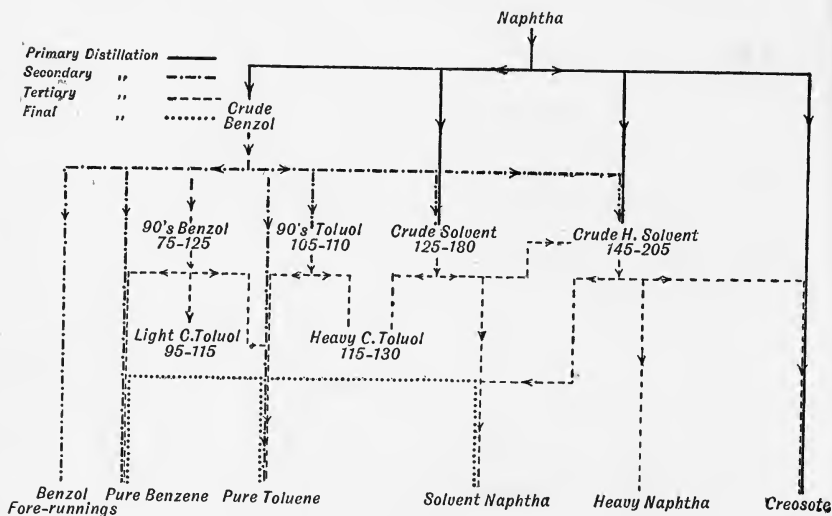 Naphtha
Primary Distillation
Secondary „
Tertiary „
Final „
Crude
Benzol
90's Benzol
75-125
90's Toluol
105-110
Crude Solvent
125-180
Crude H. Solvent
145-205
Light C. Toluol
95-115
Heavy C. Toluol
115-130
Benzol
Fore-runnings
Pure Benzene
Pure Toluene
Solvent Naphtha
Heavy Naphtha
Creosote